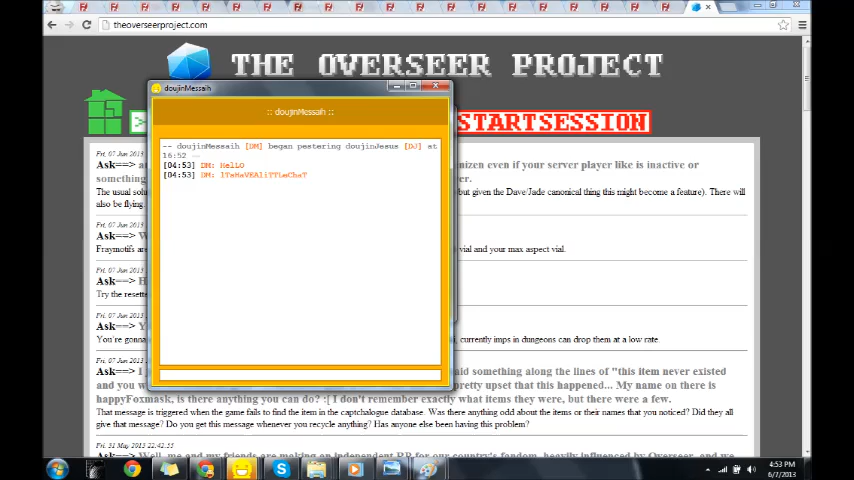 theoverseerproject.com
THE OVERSEER PROJECT
doujinMessaih
:: doujinMessaih ::
STARTSESSION
-- doujinMessaih [DM] began pestering doujinJesus [DJ] at
16:52 --
[04:53] DM: HelLO
[04:53] DM: lTsHaVEAliTTLeChaT
Fri, 07 Jun 2013
Ask==>
nizen even if your server player like is inactive or
something
The usual solu
but given the Dave/Jade canonical thing this might become a feature). There will
also be flying.
Fri, 07 Jun 2013
Ask==> W
Fraymotifs are
vial and your max aspect vial.
Fri, 07 Jun 2013
Ask==> H
Try the resette
Fri, 07 Jun 2013
Ask==> Y
You're gonna
, currently imps in dungeons can drop them at a low rate.
Fri, 07 Jun 2013
Ask==> I
said something along the lines of "this item never existed
and you w
pretty upset that this happened... My name on there is
happyFoxmask, is there anything you can do? :[ I don't remember exactly what items they were, but there were a few.
That message is triggered when the game fails to find the item in the captchalogue database. Was there anything odd about the items or their names that you noticed? Did they all
give that message? Do you get this message whenever you recycle anything? Has anyone else been having this problem?
Fri, 31 May 2013 22:42:55
Ask==> Well, me and my friends are making an independent RP for our country's fandom, heavily influenced by Overseer, and we
4:53 PM
6/7/2013